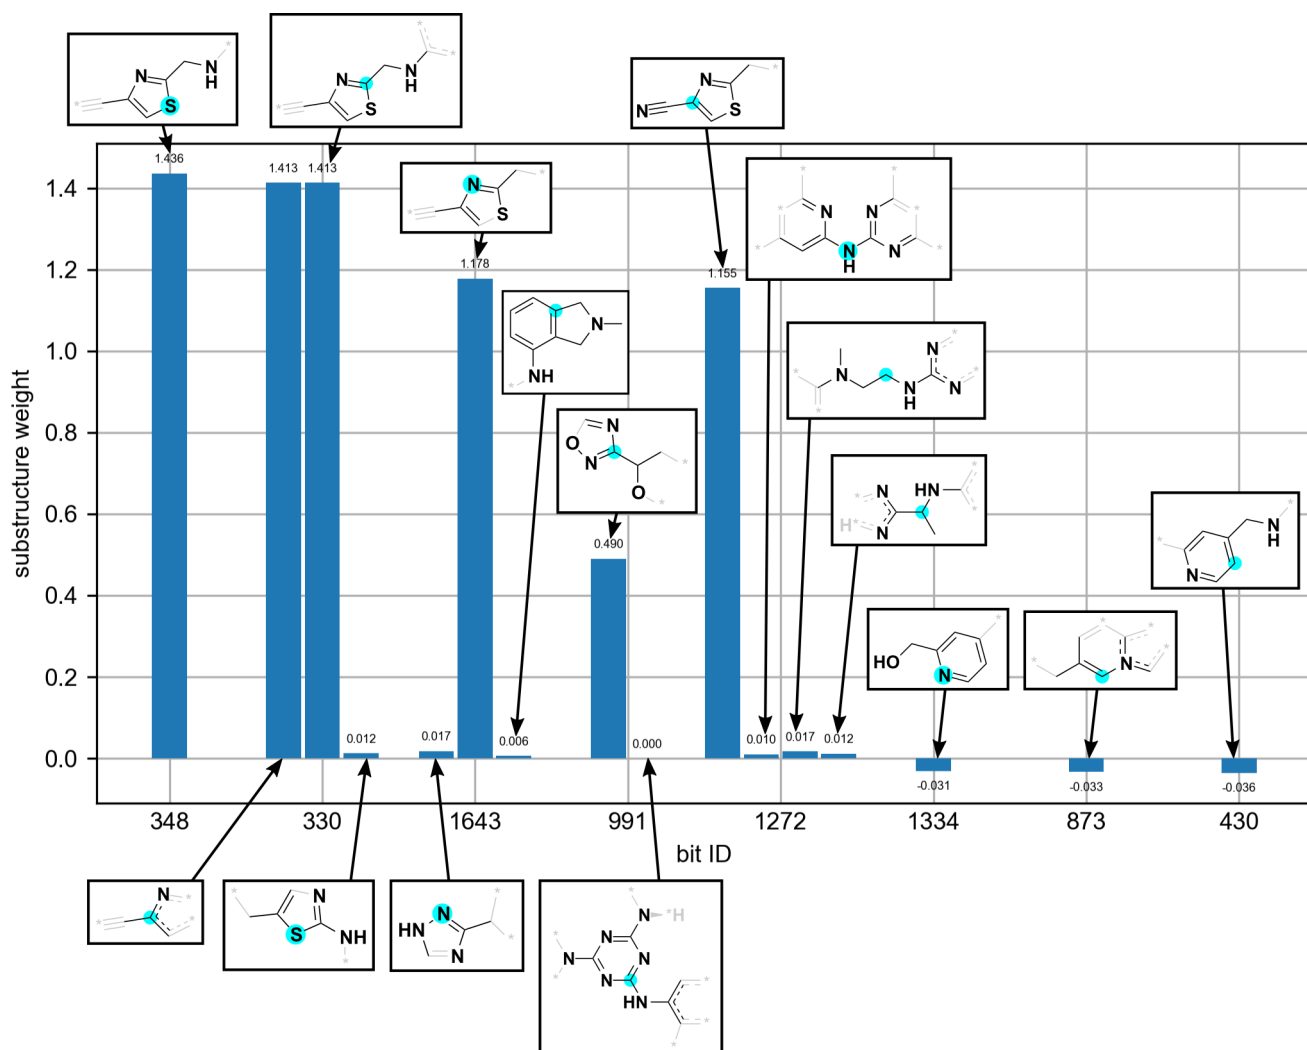 N
N
H
S
*
*
N
N
H
S
*
*
*
N
N
S
*
1.436
1.413
1.413
N
S
*
*
1.178
1.155
N
N
N
N
N
H
*
*
*
*
N
NH
*
N
N
N
N
H
*
*
*
*
O
N
N
O
*
*
0.490
N
HN
N
H
*
*
*
*
*
N
N
H
*
*
HO
N
*
N
*
*
*
*
*
substructure weight
1.4
1.2
1.0
0.8
0.6
0.4
0.2
0.0
0.012
0.017
0.006
0.000
0.010
0.017
0.012
-0.031
-0.033
-0.036
348
330
1643
991
1272
1334
873
430
bit ID
N
*
*
*
N
S
NH
*
*
N
HN
N
*
*
N
H
N
N
N
N
HN
*
*
*
*
*
*
*